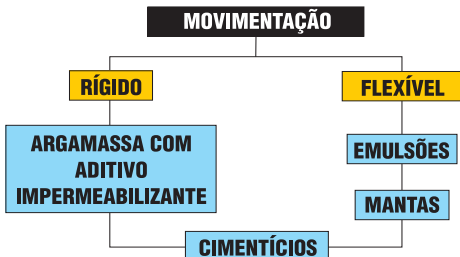 MOVIMENTAÇÃO
RÍGIDO
FLEXÍVEL
ARGAMASSA COM
ADITIVO
IMPERMEABILIZANTE
EMULSÕES
MANTAS
CIMENTÍCIOS